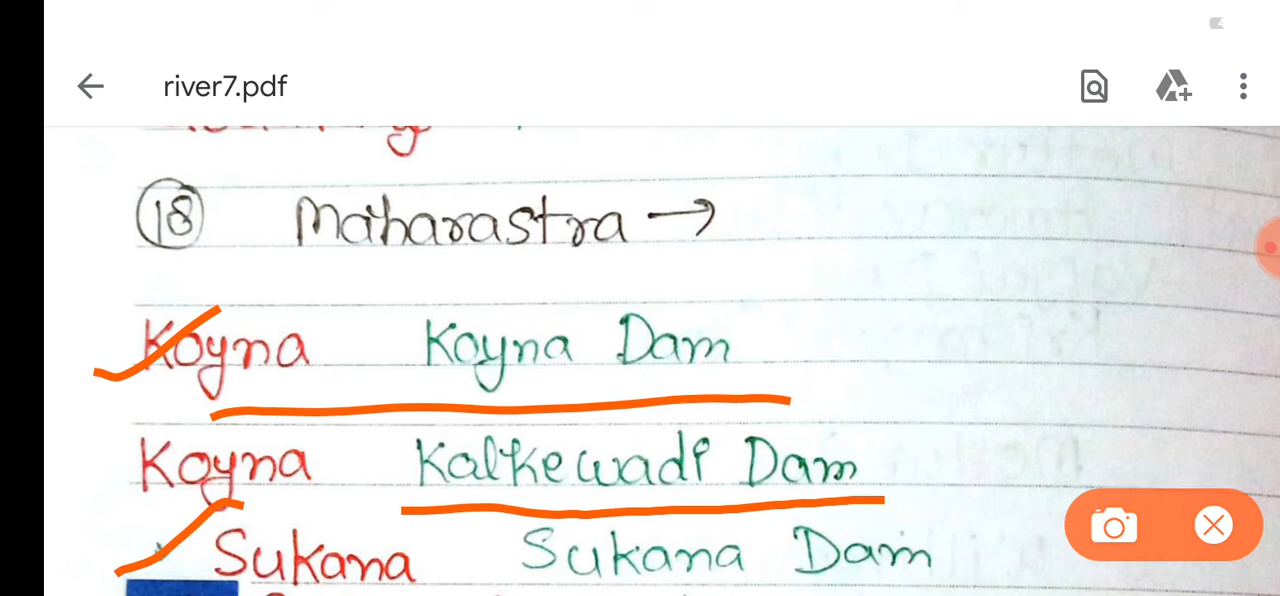 river7.pdf
18 Maharastra →
Koyna Koyna Dam
Koyna Kalkewadi Dam
Sukana Sukana Dam